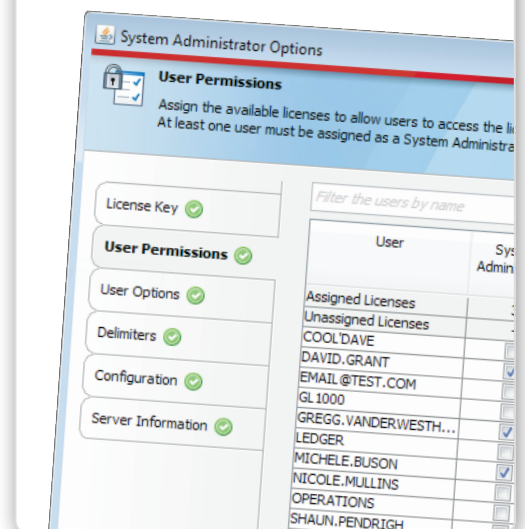 System Administrator Options
User Permissions
Assign the available licenses to allow users to access the
At least one user must be assigned as a System
License Key
User Permissions
User Options
Delimiters
Configuration
Server Information
Filter the users by name
User
Assigned Licenses
Unassigned Licenses
COOL'DAVE
DAVID.GRANT
EMAIL@TEST.COM
GL1000
GREGG.VANDERWESTH...
LEDGER
MICHELE.BUSON
NICOLE.MULLINS
OPERATIONS
SHAUN.PENDRIGH